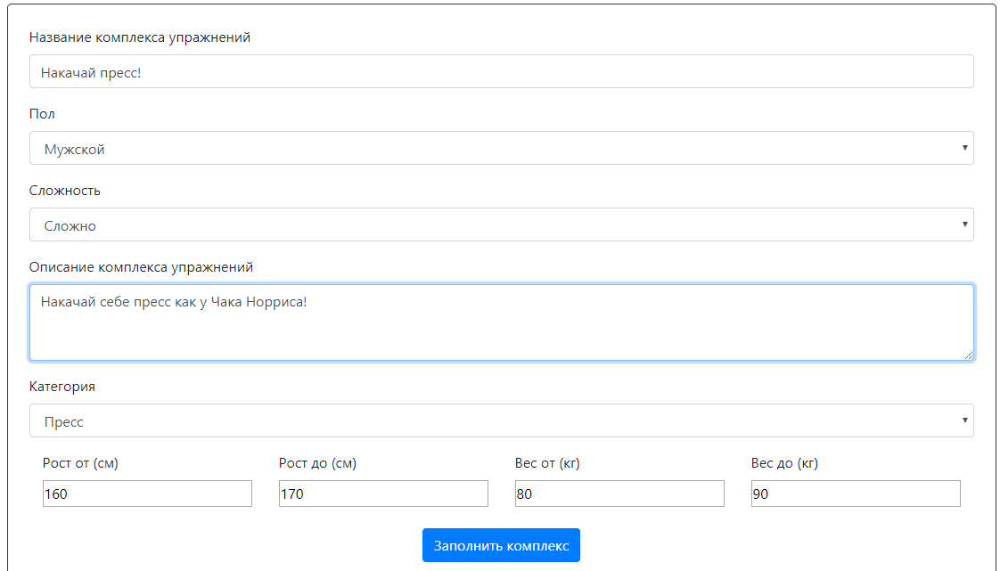 Название комплекса упражнений
Накачай пресс!
Пол
Мужской
Сложность
Сложно
Описание комплекса упражнений
Накачай себе пресс как у Чака Норриса!
Категория
Пресс
Рост от (см) Рост до (см) Вес от (кг) Вес до (кг)
160 170 80 90
Заполнить комплекс